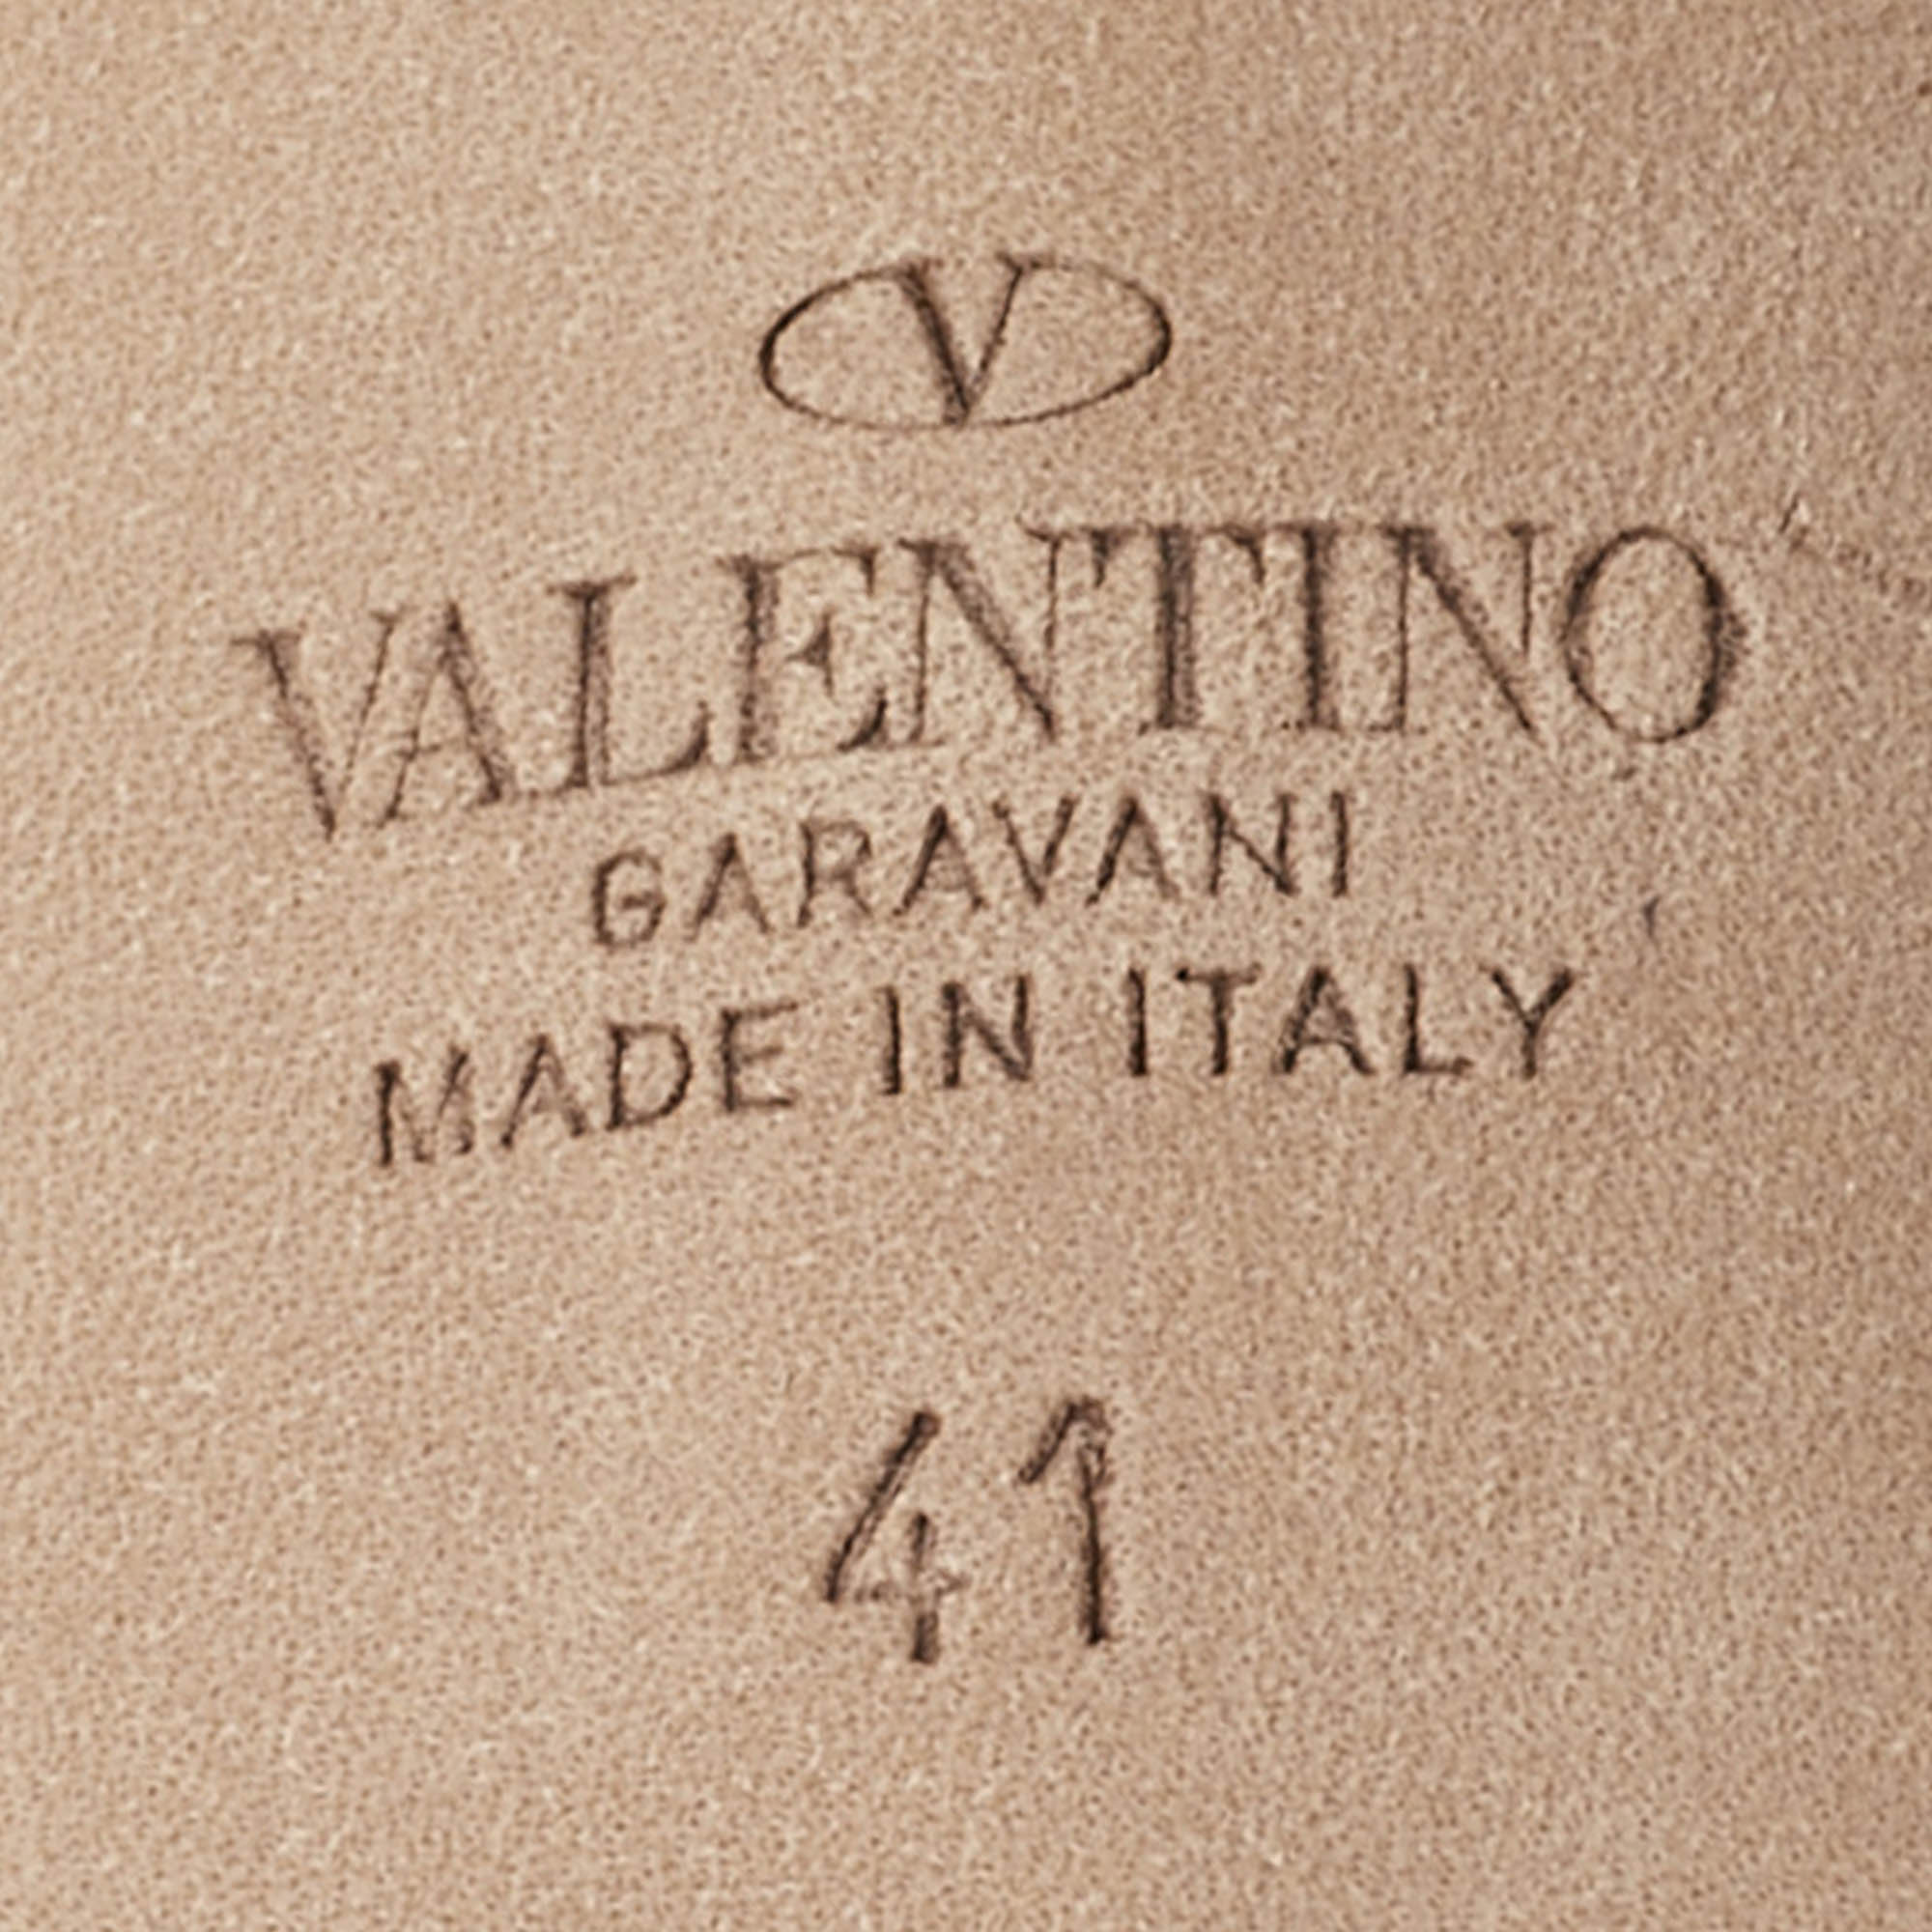 V
VALENTINO
GARAVANI
MADE IN ITALY
41